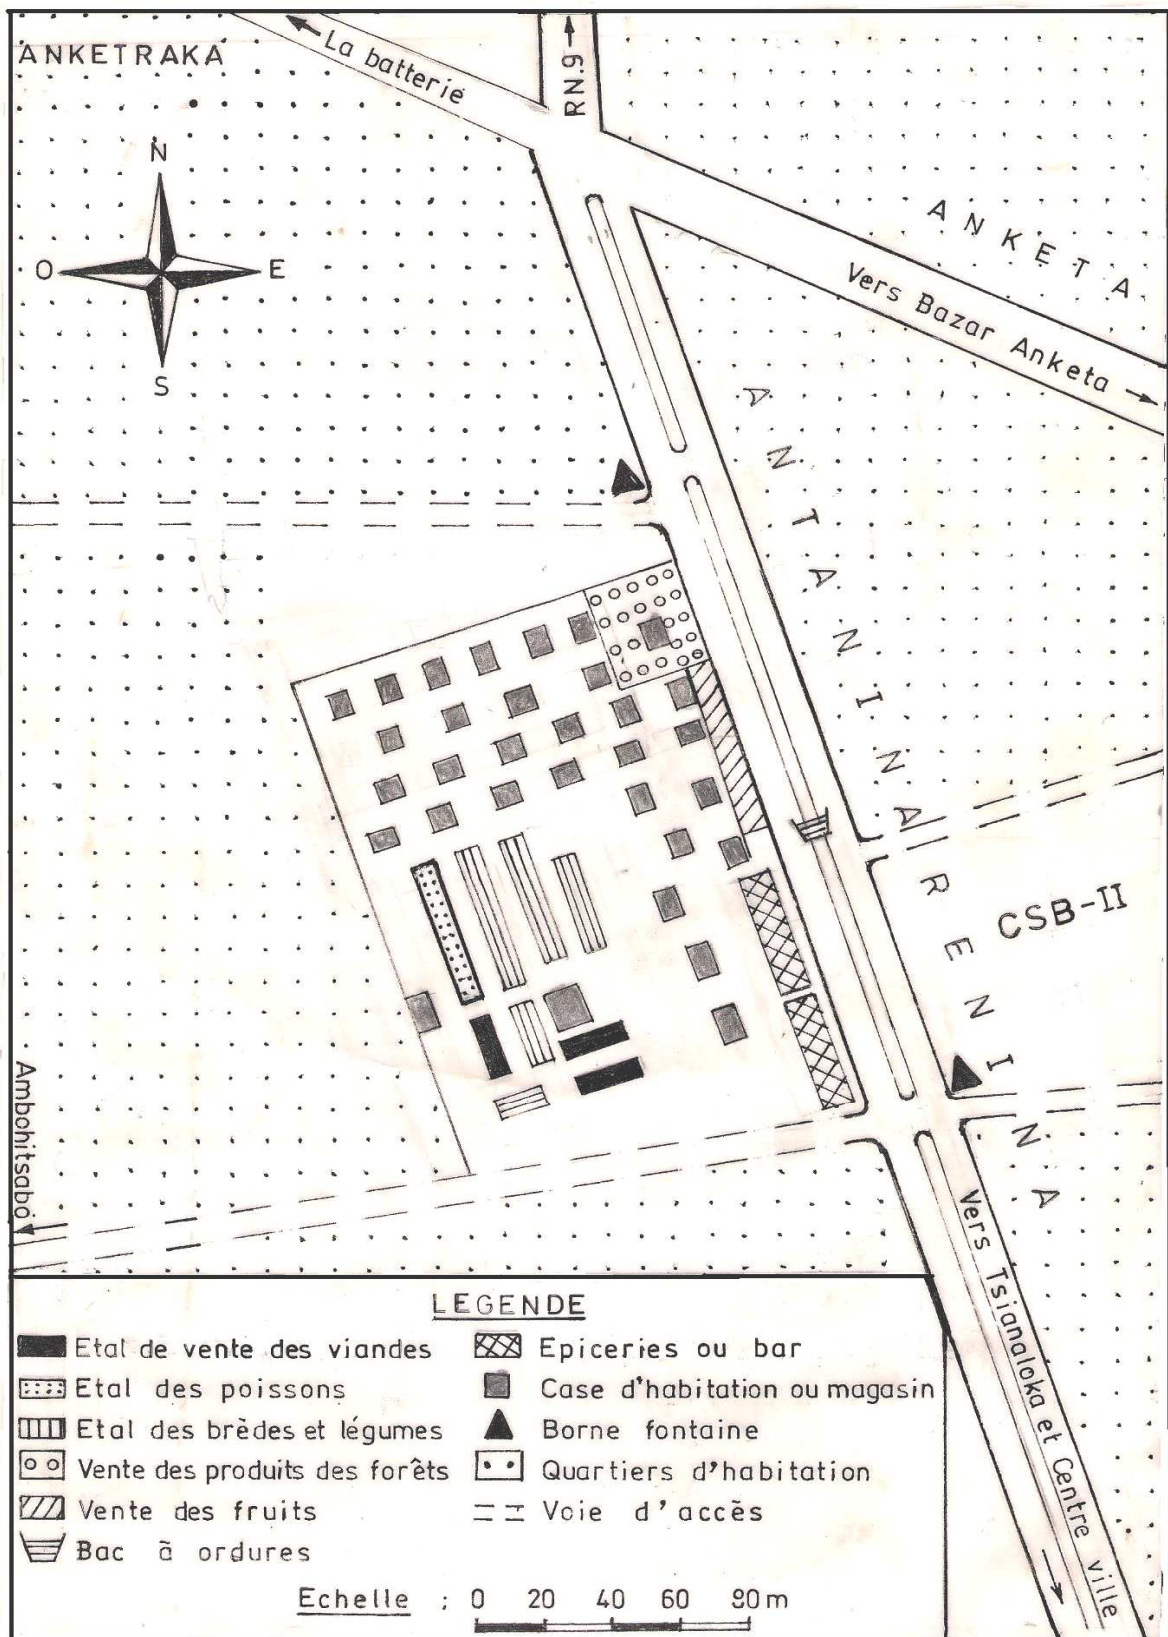 ANKETRAKA
La batterié
RN.9
N
O
E
S
ANKETA
Vers Bazar Anketa
ANTANINARENINA
CSB-II
Ambohitsabo
Vers Tsianaloka et Centre ville
LEGENDE
Etal de vente des viandes
Etal des poissons
Etal des brèdes et légumes
Vente des produits des forêts
Vente des fruits
Bac à ordures
Epiceries ou bar
Case d'habitation ou magasin
Borne fontaine
Quartiers d'habitation
Voie d'accès
Echelle : 0 20 40 60 80m